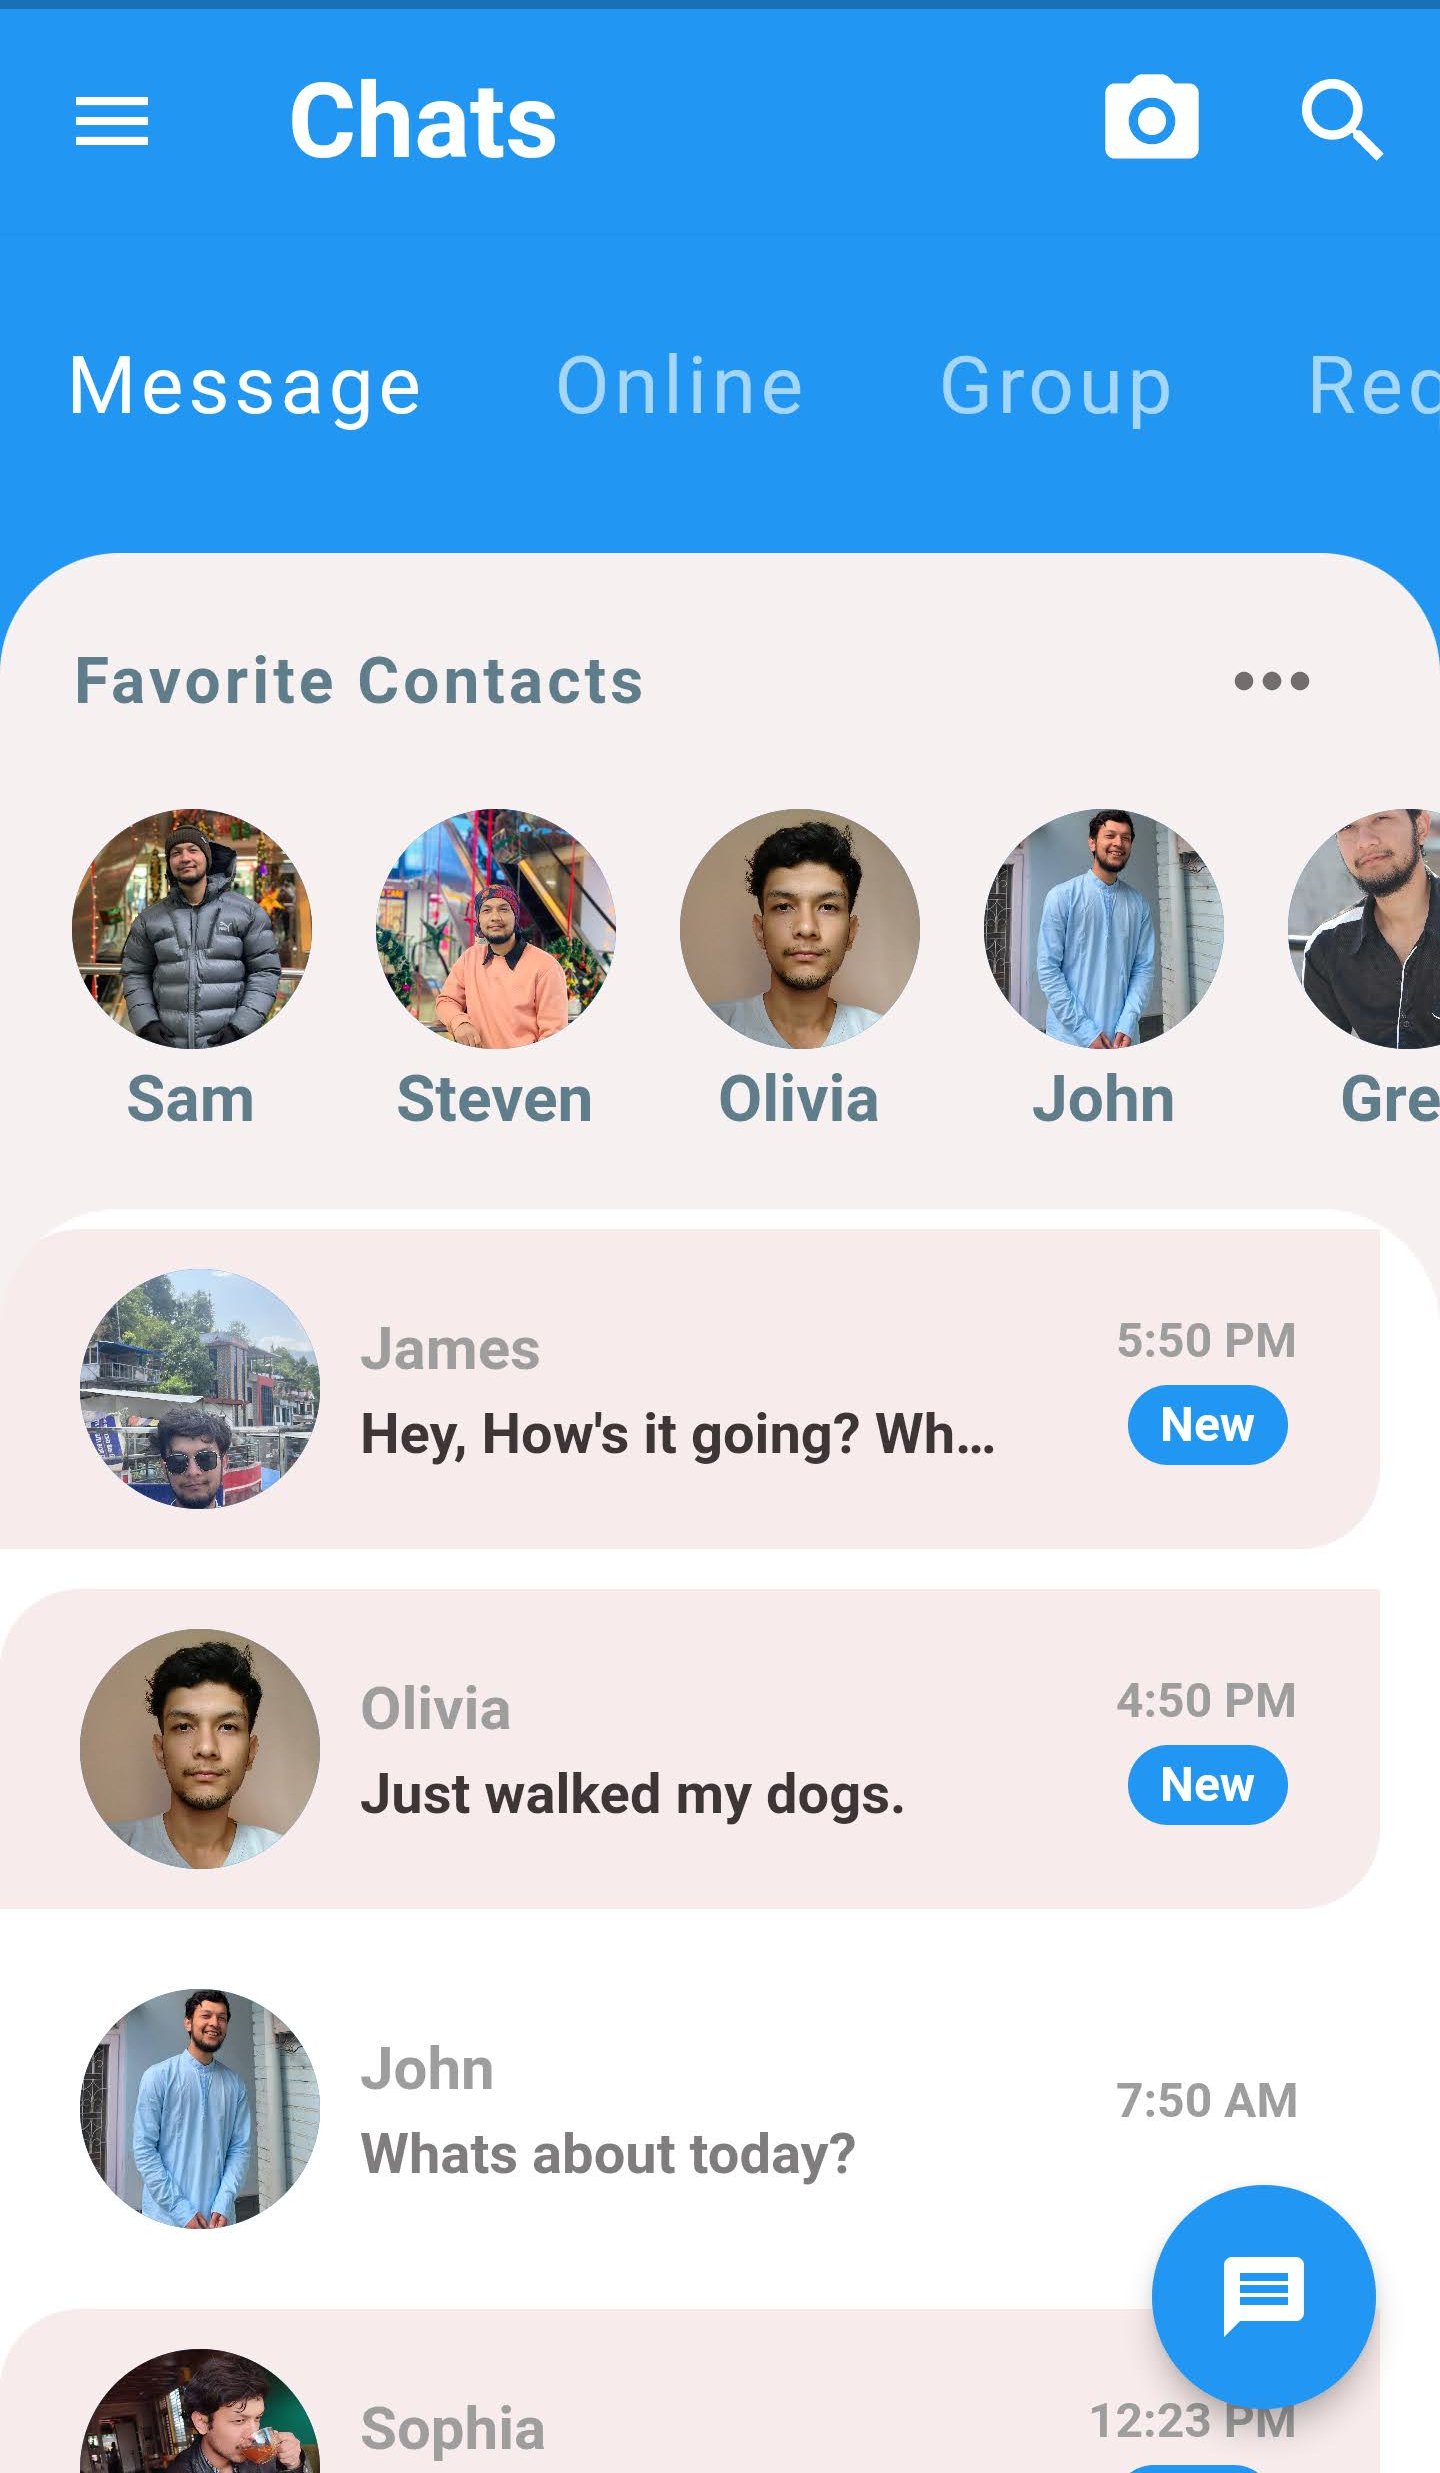 Chats
Message Online Group Req
Favorite Contacts
Sam Steven Olivia John Gre
James 5:50 PM
Hey, How's it going? Wh... New
Olivia 4:50 PM
Just walked my dogs. New
John 7:50 AM
Whats about today?
Sophia 12:23 PM